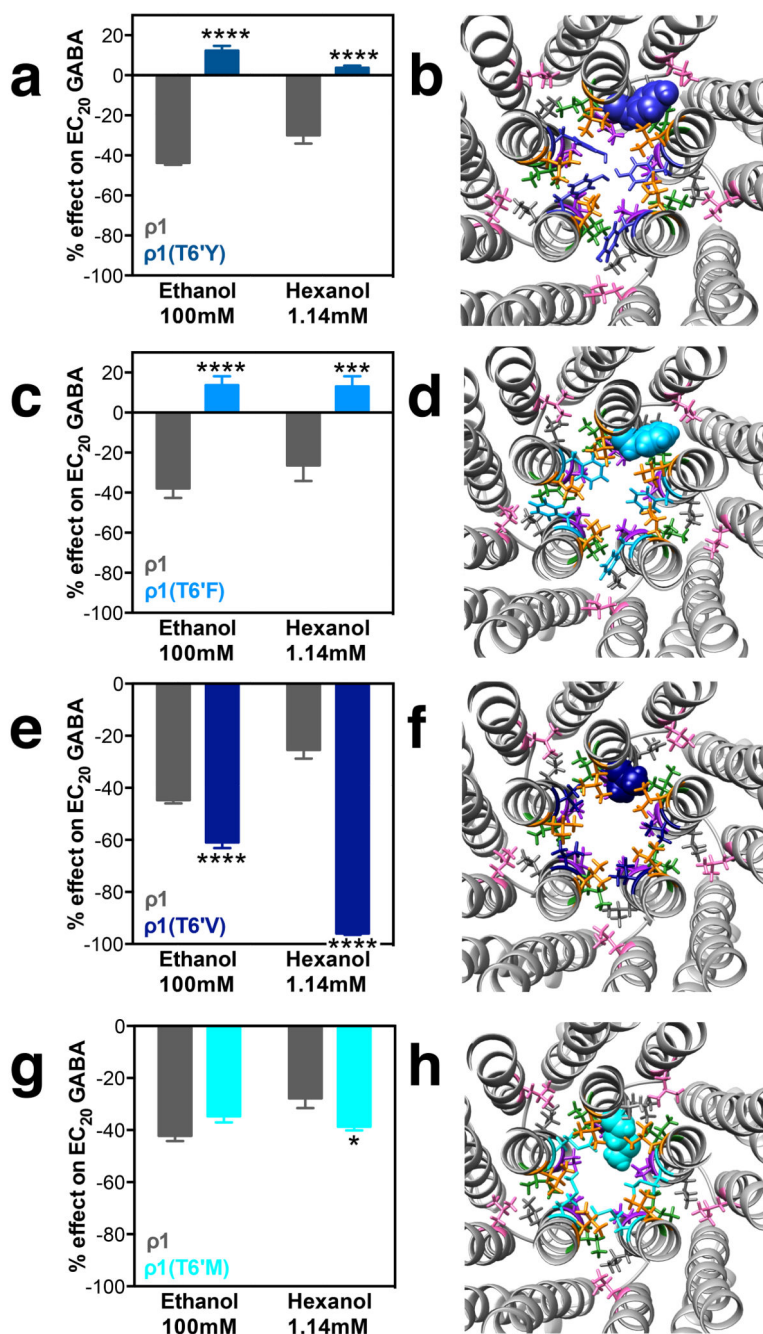 a
% effect on EC20 GABA
20
0
-20
-40
-60
-80
-100
****
****
ρ1
ρ1(T6'Y)
Ethanol
100mM
Hexanol
1.14mM
b
c
% effect on EC20 GABA
20
0
-20
-40
-60
-80
-100
****
***
ρ1
ρ1(T6'F)
Ethanol
100mM
Hexanol
1.14mM
d
e
% effect on EC20 GABA
0
-20
-40
-60
-80
-100
****
****
ρ1
ρ1(T6'V)
Ethanol
100mM
Hexanol
1.14mM
f
g
% effect on EC20 GABA
0
-20
-40
-60
-80
-100
*
ρ1
ρ1(T6'M)
Ethanol
100mM
Hexanol
1.14mM
h